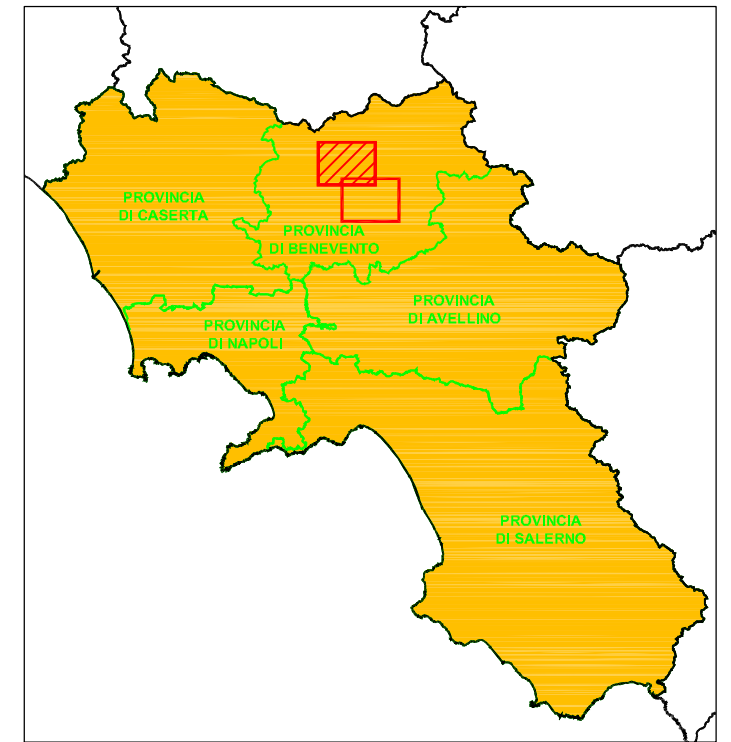 PROVINCIA
DI CASERTA
PROVINCIA
DI BENEVENTO
PROVINCIA
DI AVELLINO
PROVINCIA
DI NAPOLI
PROVINCIA
DI SALERNO